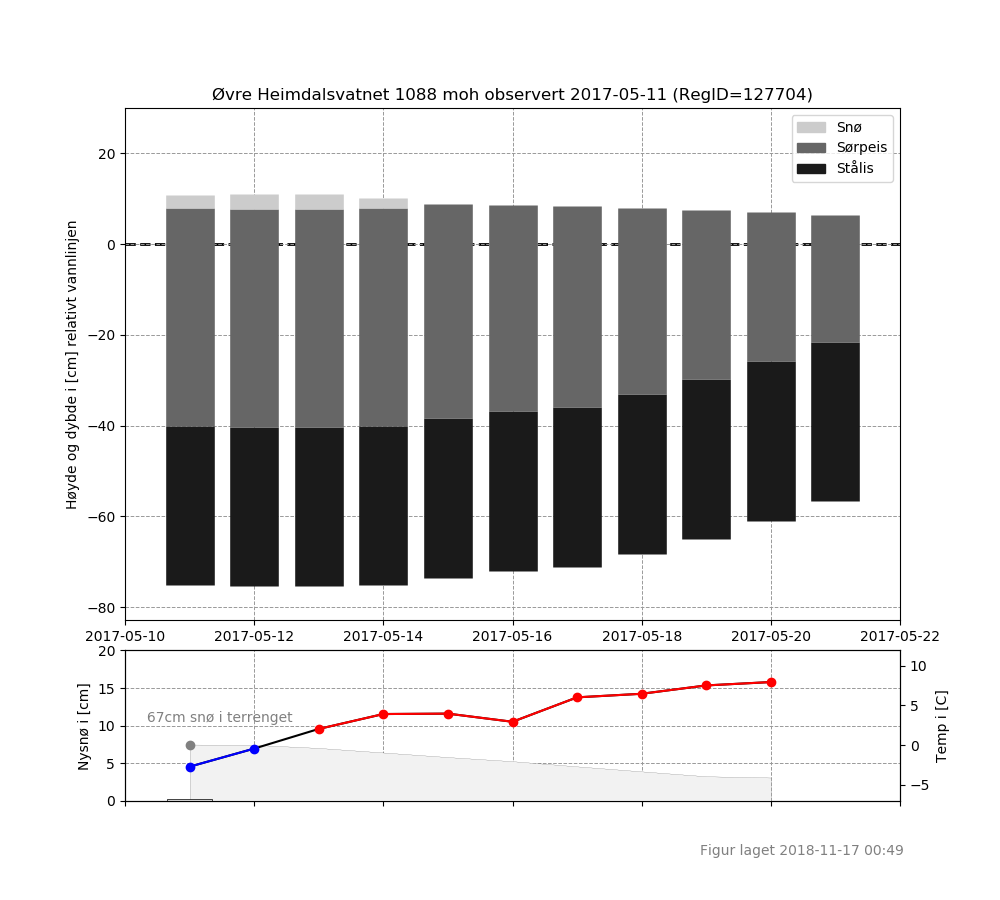 Øvre Heimdalsvatnet 1088 moh observert 2017-05-11 (RegID=127704)
Snø
Sørpeis
Stålis
Høyde og dybde i [cm] relativt vannlinjen
20
0
−20
−40
−60
−80
2017-05-10 2017-05-12 2017-05-14 2017-05-16 2017-05-18 2017-05-20 2017-05-22
Nysnø i [cm]
20
15
10
5
0
67cm snø i terrenget
10
5
0
−5
Temp i [C]
Figur laget 2018-11-17 00:49